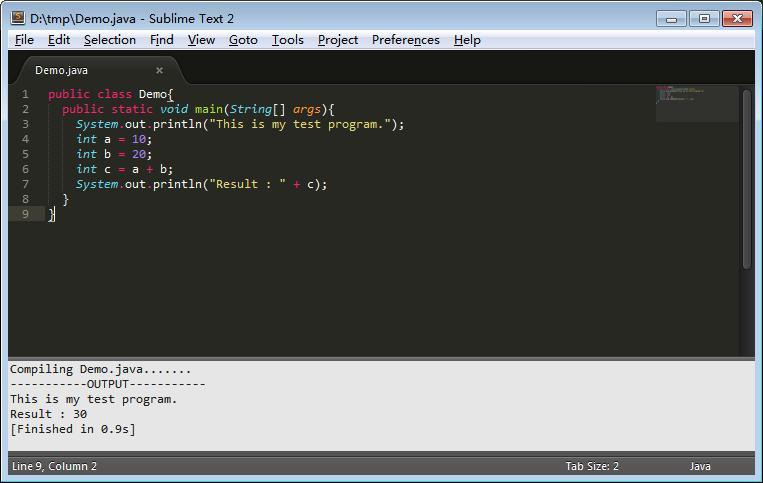 D:\tmp\Demo.java - Sublime Text 2
File Edit Selection Find View Goto Tools Project Preferences Help
Demo.java ×
1 public class Demo{
2   public static void main(String[] args){
3     System.out.println("This is my test program.");
4     int a = 10;
5     int b = 20;
6     int c = a + b;
7     System.out.println("Result : " + c);
8   }
9 }
Compiling Demo.java.......
-----------OUTPUT-----------
This is my test program.
Result : 30
[Finished in 0.9s]
Line 9, Column 2 Tab Size: 2 Java